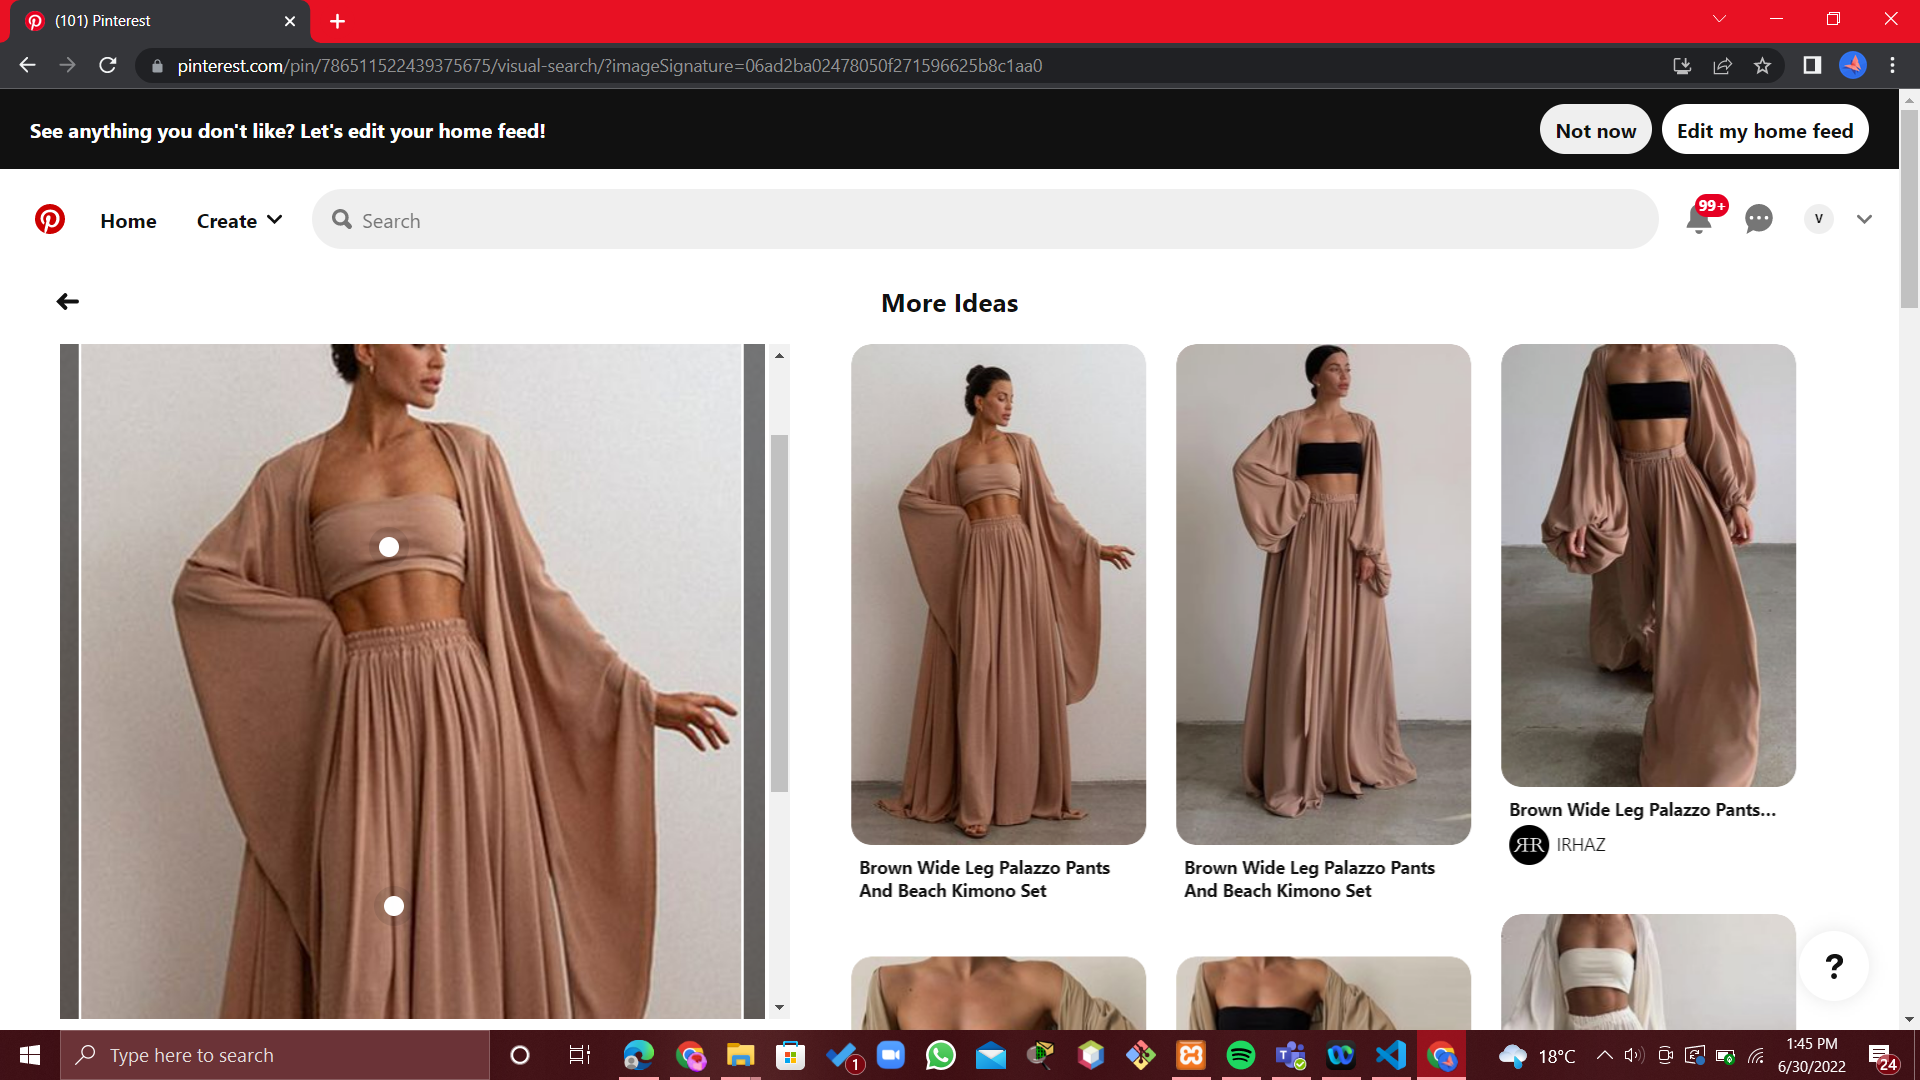 (101) Pinterest
pinterest.com/pin/786511522439375675/visual-search/?imageSignature=06ad2ba02478050f271596625b8c1aa0
See anything you don't like? Let's edit your home feed!
Not now
Edit my home feed
Home
Create
Search
99+
V
More Ideas
Brown Wide Leg Palazzo Pants
And Beach Kimono Set
Brown Wide Leg Palazzo Pants
And Beach Kimono Set
Brown Wide Leg Palazzo Pants...
IRHAZ
?
Type here to search
1
18°C
1:45 PM
6/30/2022
24